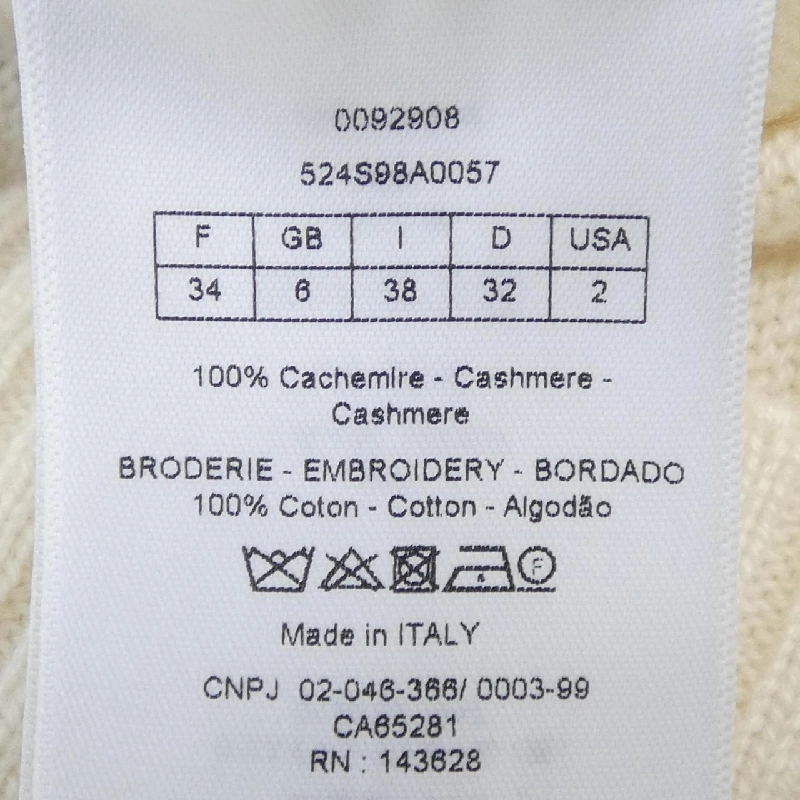 0092908
524S98A0057
F GB I D USA
34 6 38 32 2
100% Cachemire - Cashmere -
Cashmere
BRODERIE - EMBROIDERY - BORDADO
100% Coton - Cotton - Algodão
F
Made in ITALY
CNPJ 02-046-366/ 0003-99
CA65281
RN : 143628